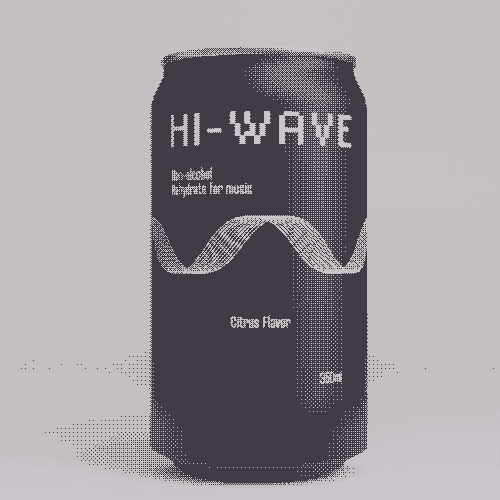 HI-WAVE
Non-alcohol
Rehydrate for music
Citrus Flavor
350ml